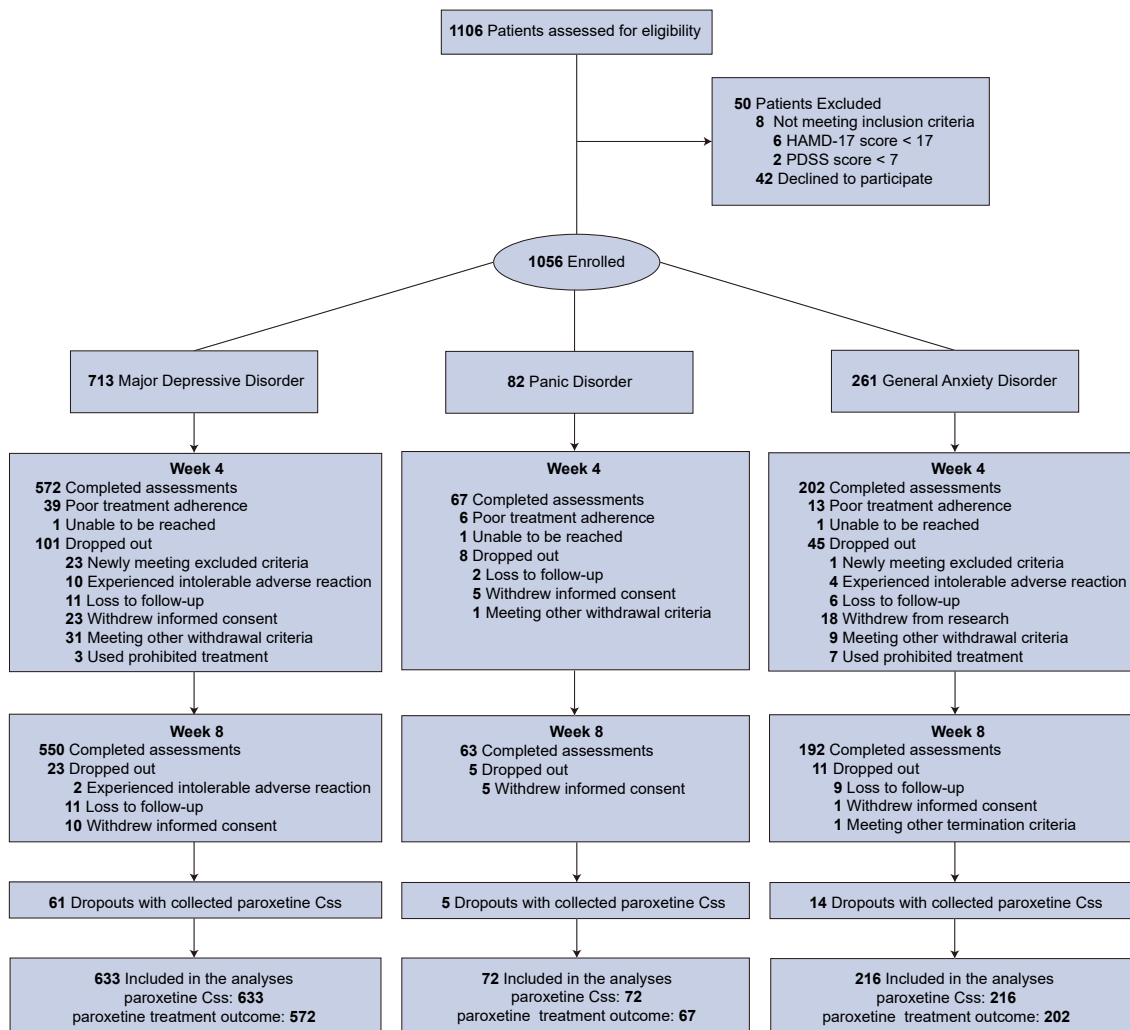 1106 Patients assessed for eligibility
50 Patients Excluded
8 Not meeting inclusion criteria
6 HAMD-17 score < 17
2 PDSS score < 7
42 Declined to participate
1056 Enrolled
713 Major Depressive Disorder
82 Panic Disorder
261 General Anxiety Disorder
Week 4
572 Completed assessments
39 Poor treatment adherence
1 Unable to be reached
101 Dropped out
23 Newly meeting excluded criteria
10 Experienced intolerable adverse reaction
11 Loss to follow-up
23 Withdrew informed consent
31 Meeting other withdrawal criteria
3 Used prohibited treatment
Week 4
67 Completed assessments
6 Poor treatment adherence
1 Unable to be reached
8 Dropped out
2 Loss to follow-up
5 Withdrew informed consent
1 Meeting other withdrawal criteria
Week 4
202 Completed assessments
13 Poor treatment adherence
1 Unable to be reached
45 Dropped out
1 Newly meeting excluded criteria
4 Experienced intolerable adverse reaction
6 Loss to follow-up
18 Withdrew from research
9 Meeting other withdrawal criteria
7 Used prohibited treatment
Week 8
550 Completed assessments
23 Dropped out
2 Experienced intolerable adverse reaction
11 Loss to follow-up
10 Withdrew informed consent
Week 8
63 Completed assessments
5 Dropped out
5 Withdrew informed consent
Week 8
192 Completed assessments
11 Dropped out
9 Loss to follow-up
1 Withdrew informed consent
1 Meeting other termination criteria
61 Dropouts with collected paroxetine Css
5 Dropouts with collected paroxetine Css
14 Dropouts with collected paroxetine Css
633 Included in the analyses
paroxetine Css: 633
paroxetine treatment outcome: 572
72 Included in the analyses
paroxetine Css: 72
paroxetine treatment outcome: 67
216 Included in the analyses
paroxetine Css: 216
paroxetine treatment outcome: 202